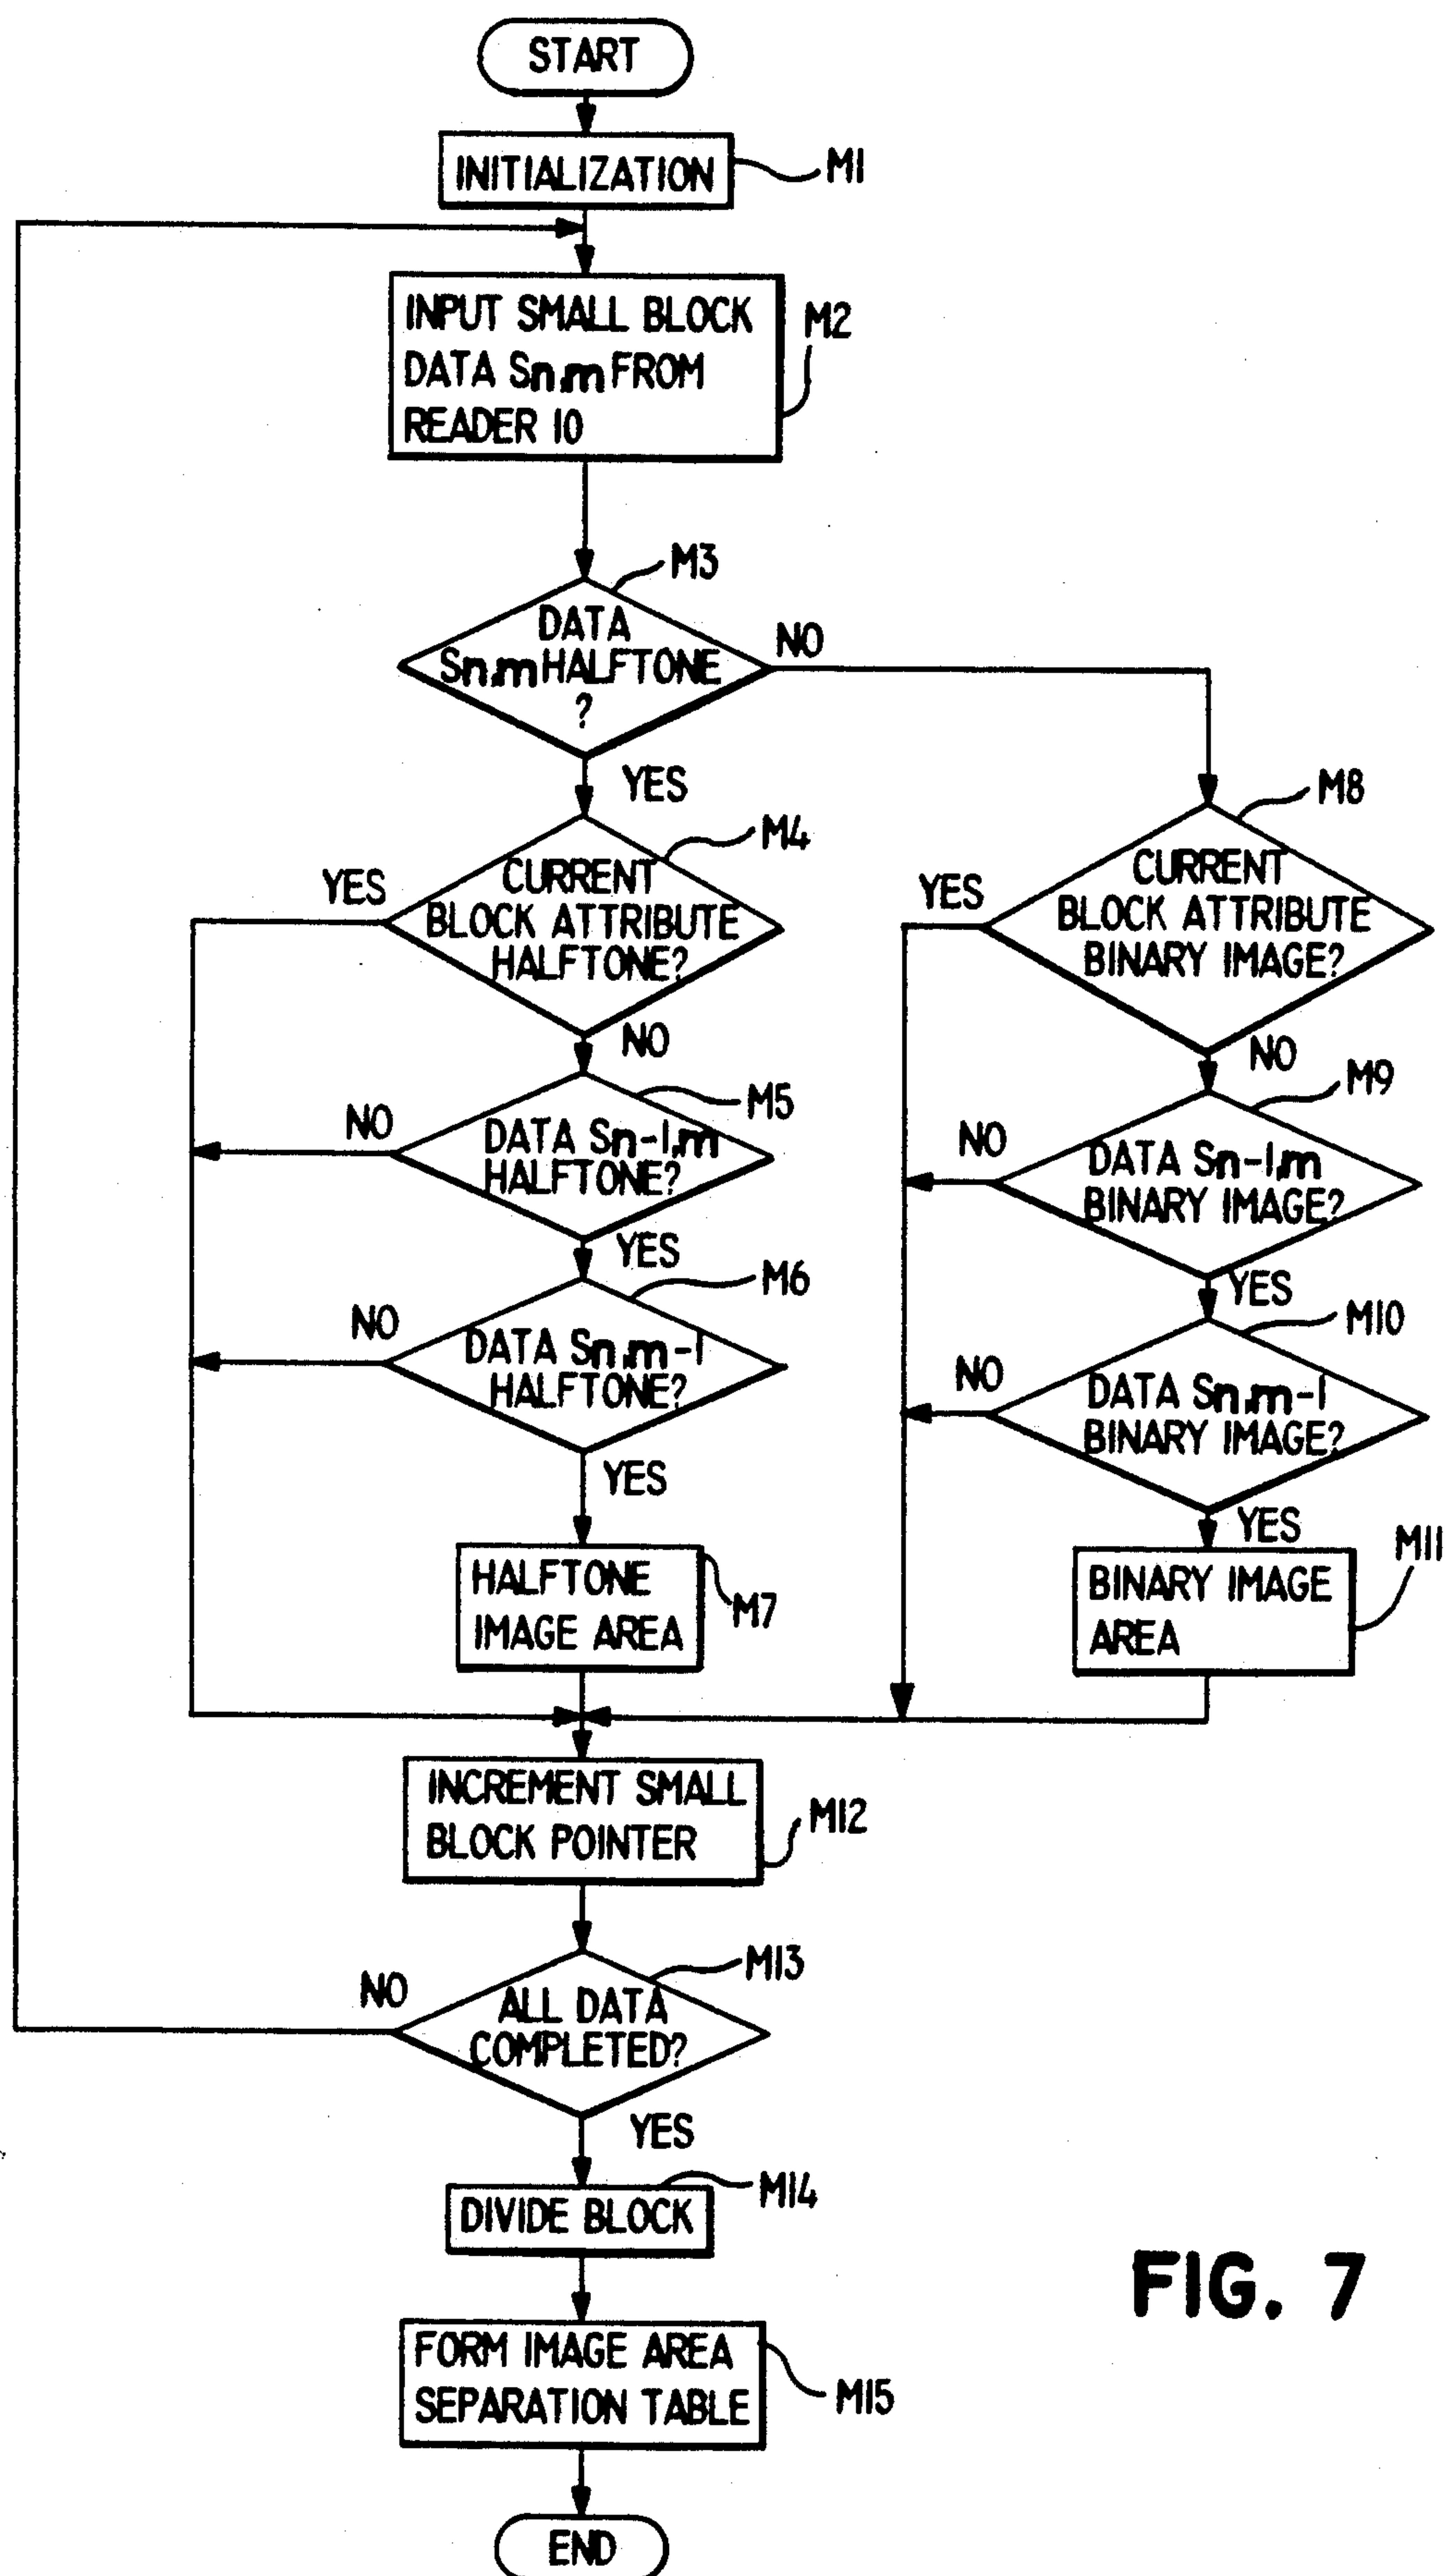 START
INITIALIZATION
M1
INPUT SMALL BLOCK
DATA Sn,m FROM
READER 10
M2
M3
DATA
Sn,m HALFTONE
?
NO
YES
M4
CURRENT
BLOCK ATTRIBUTE
HALFTONE?
YES
NO
M5
DATA Sn-1,m
HALFTONE?
NO
YES
M6
DATA Sn,m-1
HALFTONE?
NO
YES
HALFTONE
IMAGE AREA
M7
M8
CURRENT
BLOCK ATTRIBUTE
BINARY IMAGE?
YES
NO
M9
DATA Sn-1,m
BINARY IMAGE?
NO
YES
M10
DATA Sn,m-1
BINARY IMAGE?
NO
YES
BINARY IMAGE
AREA
M11
INCREMENT SMALL
BLOCK POINTER
M12
M13
ALL DATA
COMPLETED?
NO
YES
M14
DIVIDE BLOCK
FORM IMAGE AREA
SEPARATION TABLE
M15
END
FIG. 7